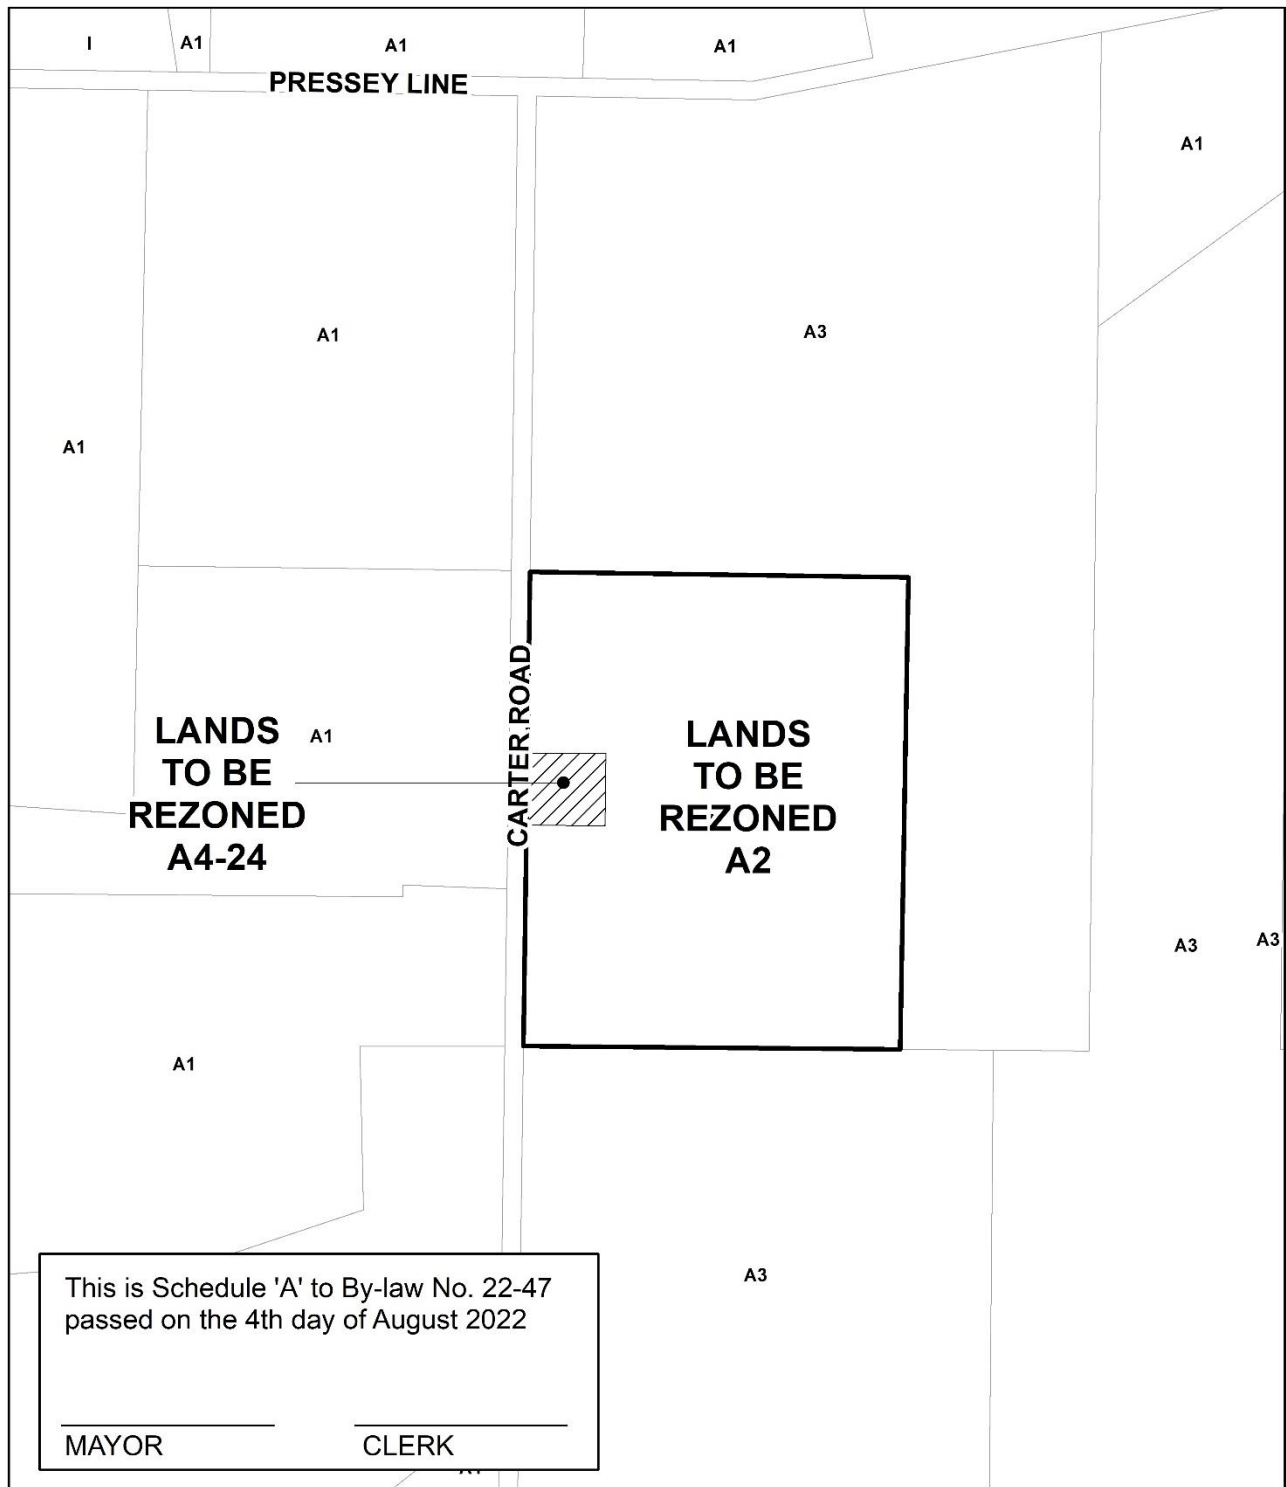 I
A1
A1
A1
PRESSEY LINE
A1
A1
A3
A1
LANDS
TO BE
REZONED
A4-24
A1
CARTER ROAD
LANDS
TO BE
REZONED
A2
A3
A3
A1
A3
This is Schedule 'A' to By-law No. 22-47
passed on the 4th day of August 2022
MAYOR
CLERK